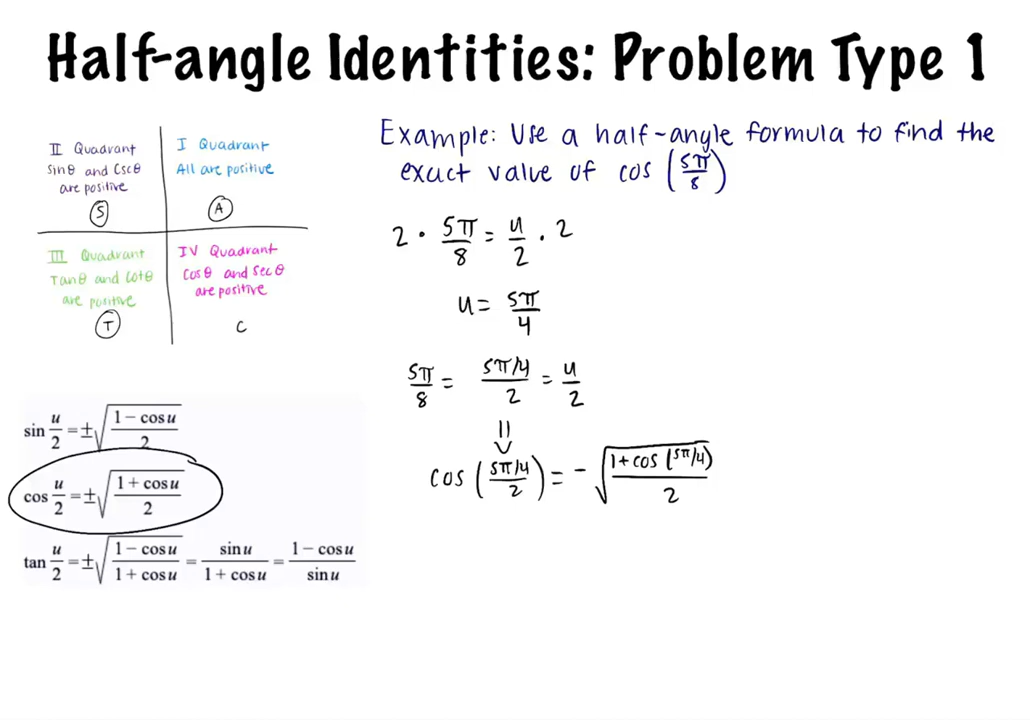 Half-angle Identities: Problem Type 1
II Quadrant
Sinθ and Cscθ
are positive
S
I Quadrant
All are positive
A
III Quadrant
Tanθ and Cotθ
are positive
T
IV Quadrant
Cosθ and Secθ
are positive
C
sin u/2 = ±√((1 − cos u)/2)
cos u/2 = ±√((1 + cos u)/2)
tan u/2 = ±√((1 − cos u)/(1 + cos u)) = sin u/(1 + cos u) = (1 − cos u)/sin u
Example: Use a half-angle formula to find the
exact value of cos (5π/8)
2 · 5π/8 = u/2 · 2
u = 5π/4
5π/8 = (5π/4)/2 = u/2
cos ((5π/4)/2) = −√((1 + cos (5π/4))/2)